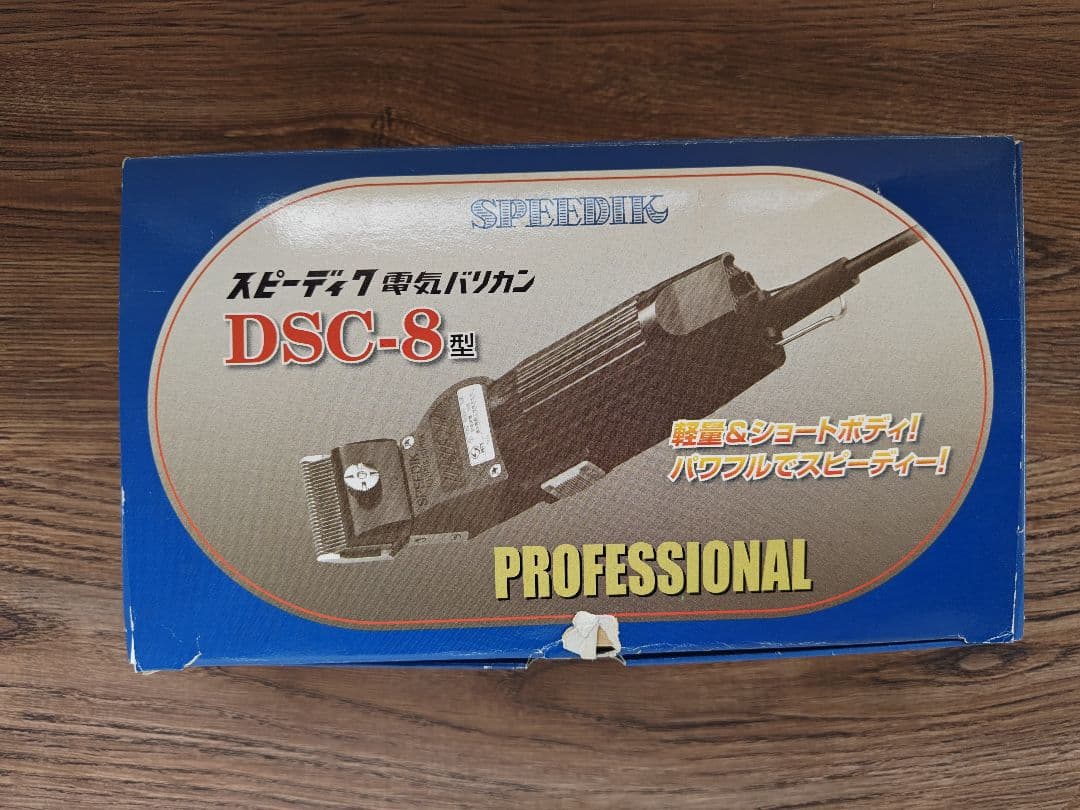 SPEEDIK
スピーディク電気バリカン
DSC-8型
軽量&ショートボディ!
パワフルでスピーディー!
SPEEDIK
PROFESSIONAL